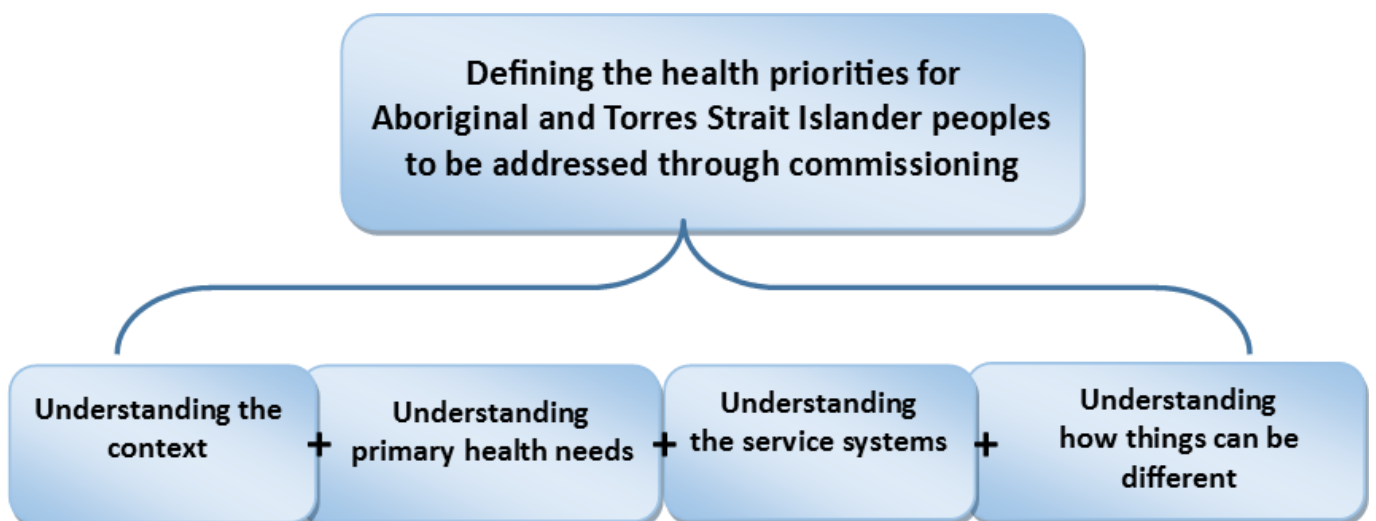 Defining the health priorities for
Aboriginal and Torres Strait Islander peoples
to be addressed through commissioning
Understanding the
context
+
Understanding
primary health needs
+
Understanding
the service systems
+
Understanding
how things can be
different